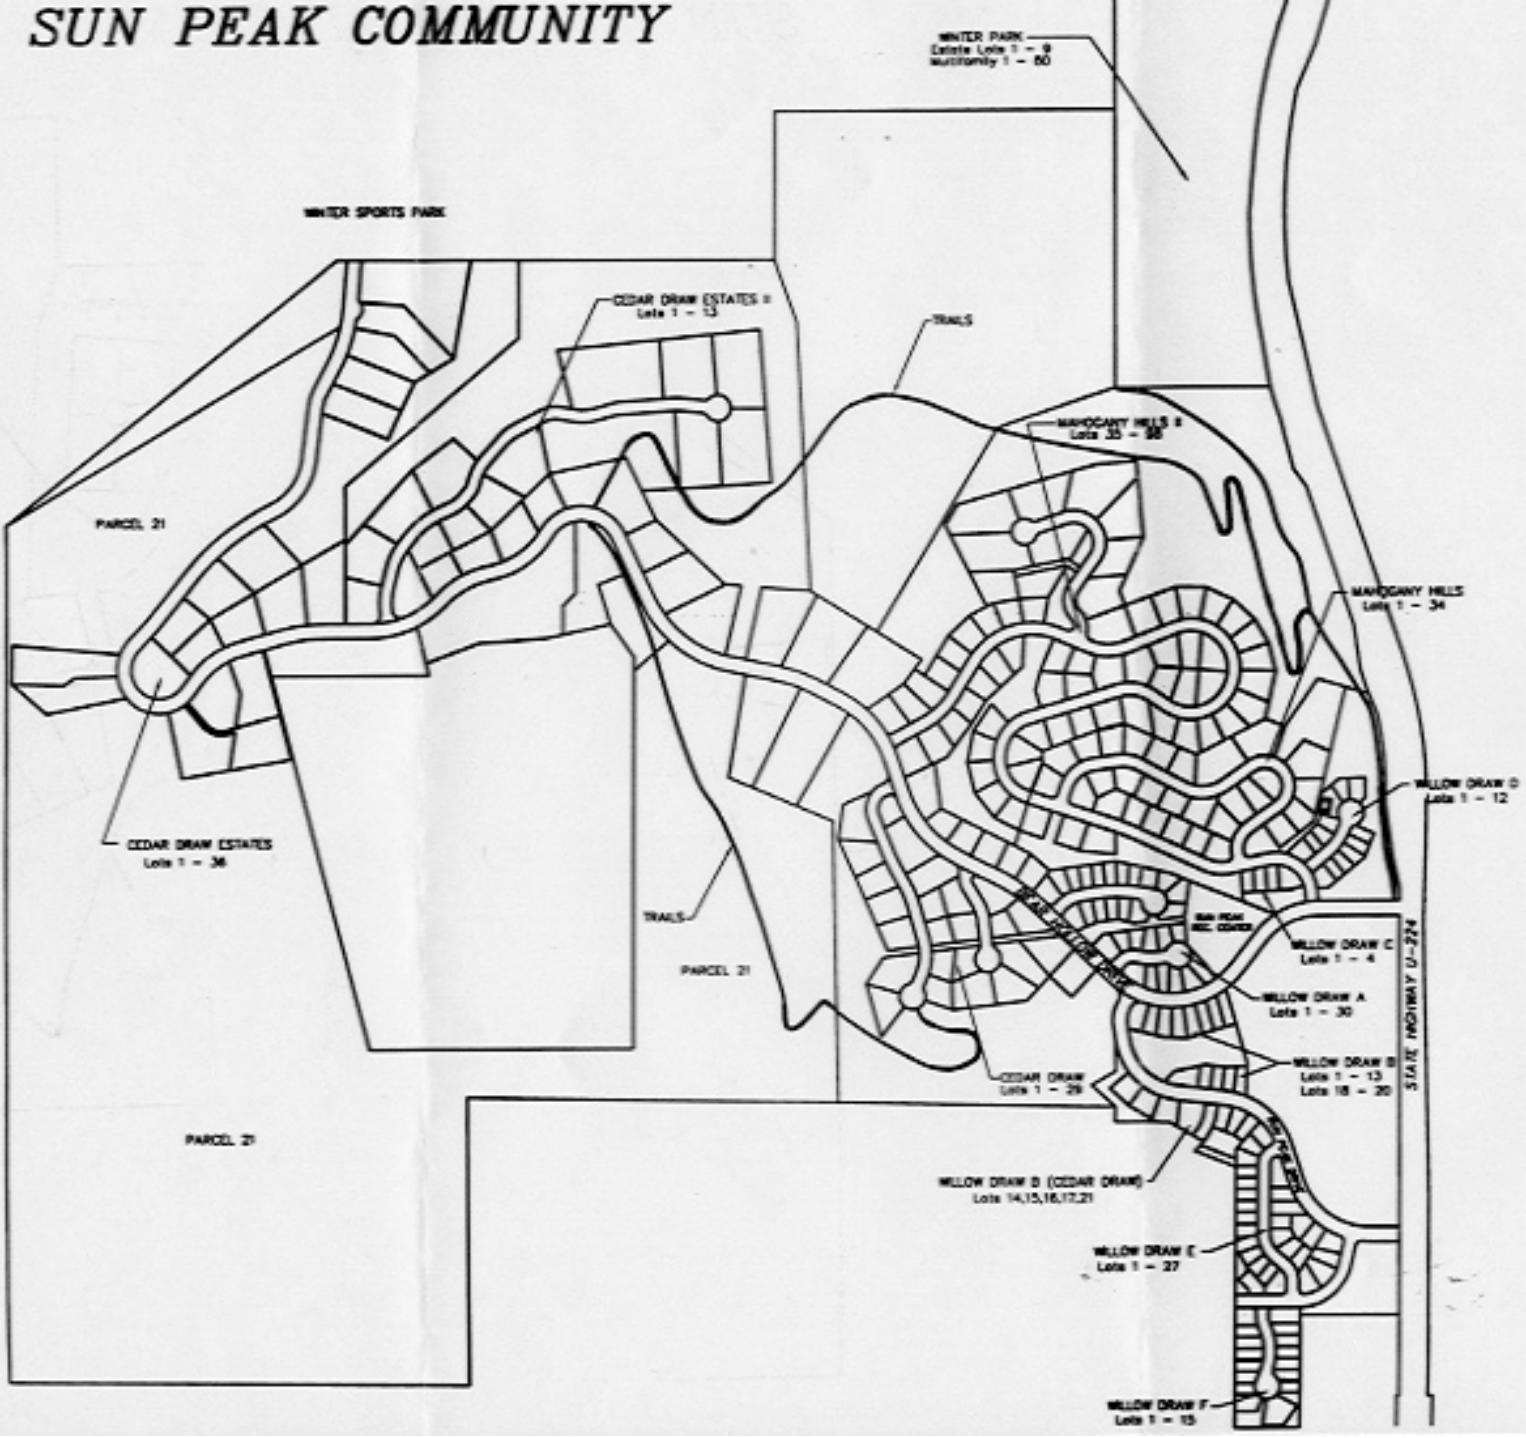 SUN PEAK COMMUNITY
WINTER PARK
Estate Lots 1 - 9
Multifamily 1 - 60
WINTER SPORTS PARK
CEDAR DRAW ESTATES II
Lots 1 - 13
TRAILS
MAHOGANY HILLS II
Lots 35 - 98
PARCEL 21
MAHOGANY HILLS
Lots 1 - 34
WILLOW DRAW D
Lots 1 - 12
CEDAR DRAW ESTATES
Lots 1 - 36
TRAILS
BEAR HOLLOW DRIVE
SUN PEAK
REC. CENTER
WILLOW DRAW C
Lots 1 - 4
PARCEL 21
WILLOW DRAW A
Lots 1 - 30
STATE HIGHWAY U-224
WILLOW DRAW B
Lots 1 - 13
Lots 18 - 20
CEDAR DRAW
Lots 1 - 29
PARCEL 21
WILLOW DRAW B (CEDAR DRAW)
Lots 14,15,16,17,21
WILLOW DRAW E
Lots 1 - 27
WILLOW DRAW F
Lots 1 - 15